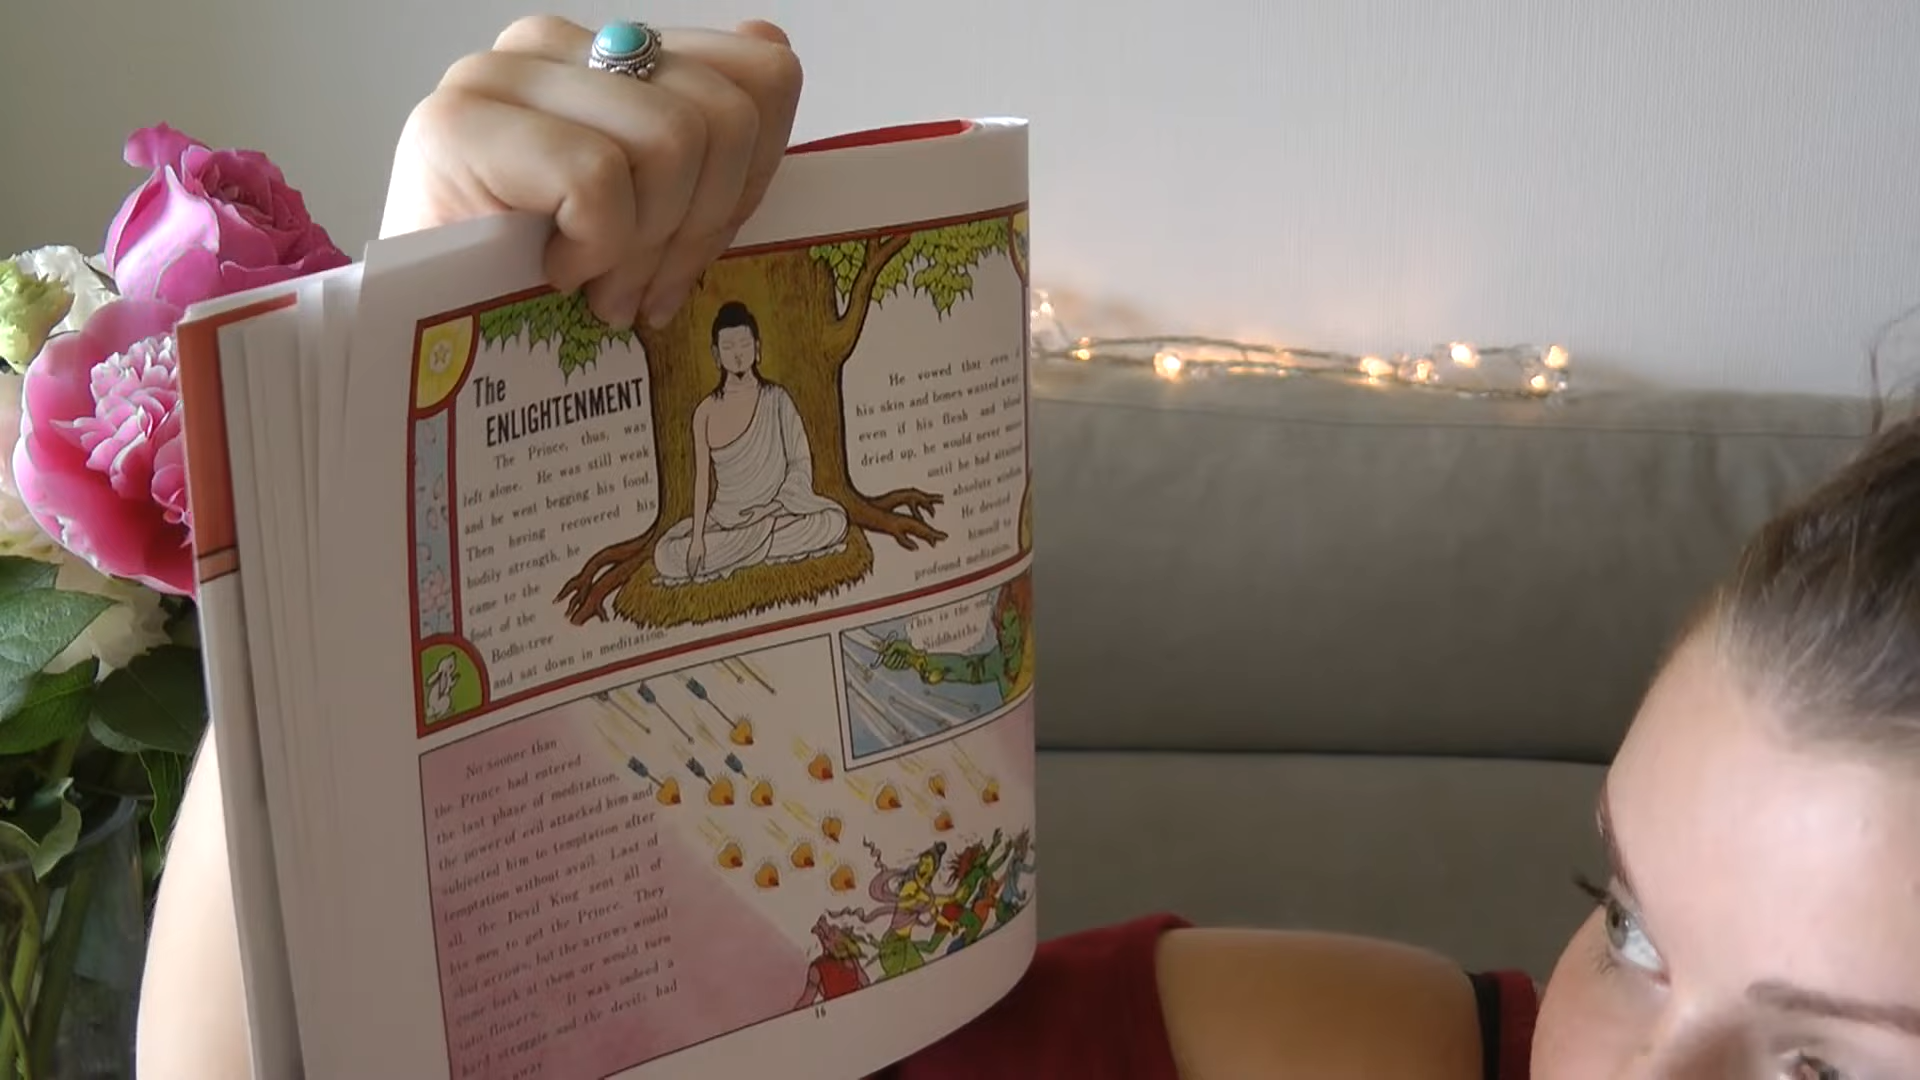 The
ENLIGHTENMENT
The Prince, thus, was
left alone. He was still weak
and he went begging his food.
Then having recovered his
bodily strength, he
came to the
foot of the
Bodhi-tree
and sat down in meditation.
He vowed that even if
his skin and bones wasted away
even if his flesh and blood
dried up, he would never move
until he had attained
absolute wisdom
He devoted
himself to
profound meditation.
This is the end
Siddhartha.
No sooner than
the Prince had entered
the last phase of meditation,
the power of evil attacked him and
subjected him to temptation after
temptation without avail. Last of
all, the Devil King sent all of
his men to get the Prince. They
shot arrows, but the arrows would
come back at them or would turn
into flowers. It was indeed a
hard struggle and the devils had
away
16